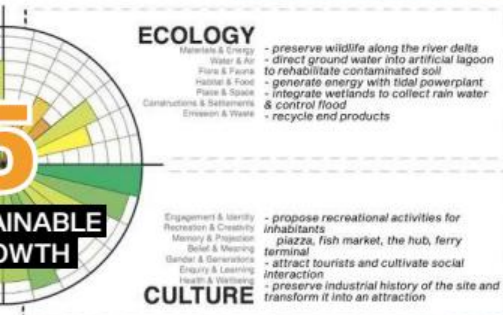 5
AINABLE
OWTH
ECOLOGY
Materials & Energy
Water & Air
Flora & Fauna
Habitat & Food
Place & Space
Constructions & Settlements
Emission & Waste
- preserve wildlife along the river delta
- direct ground water into artificial lagoon
to rehabilitate contaminated soil
- generate energy with tidal powerplant
- integrate wetlands to collect rain water
& control flood
- recycle end products
Engagement & Identity
Recreation & Creativity
Memory & Projection
Belief & Meaning
Gender & Generations
Enquiry & Learning
Health & Wellbeing
CULTURE
- propose recreational activities for
inhabitants
piazza, fish market, the hub, ferry
terminal
- attract tourists and cultivate social
interaction
- preserve industrial history of the site and
transform it into an attraction